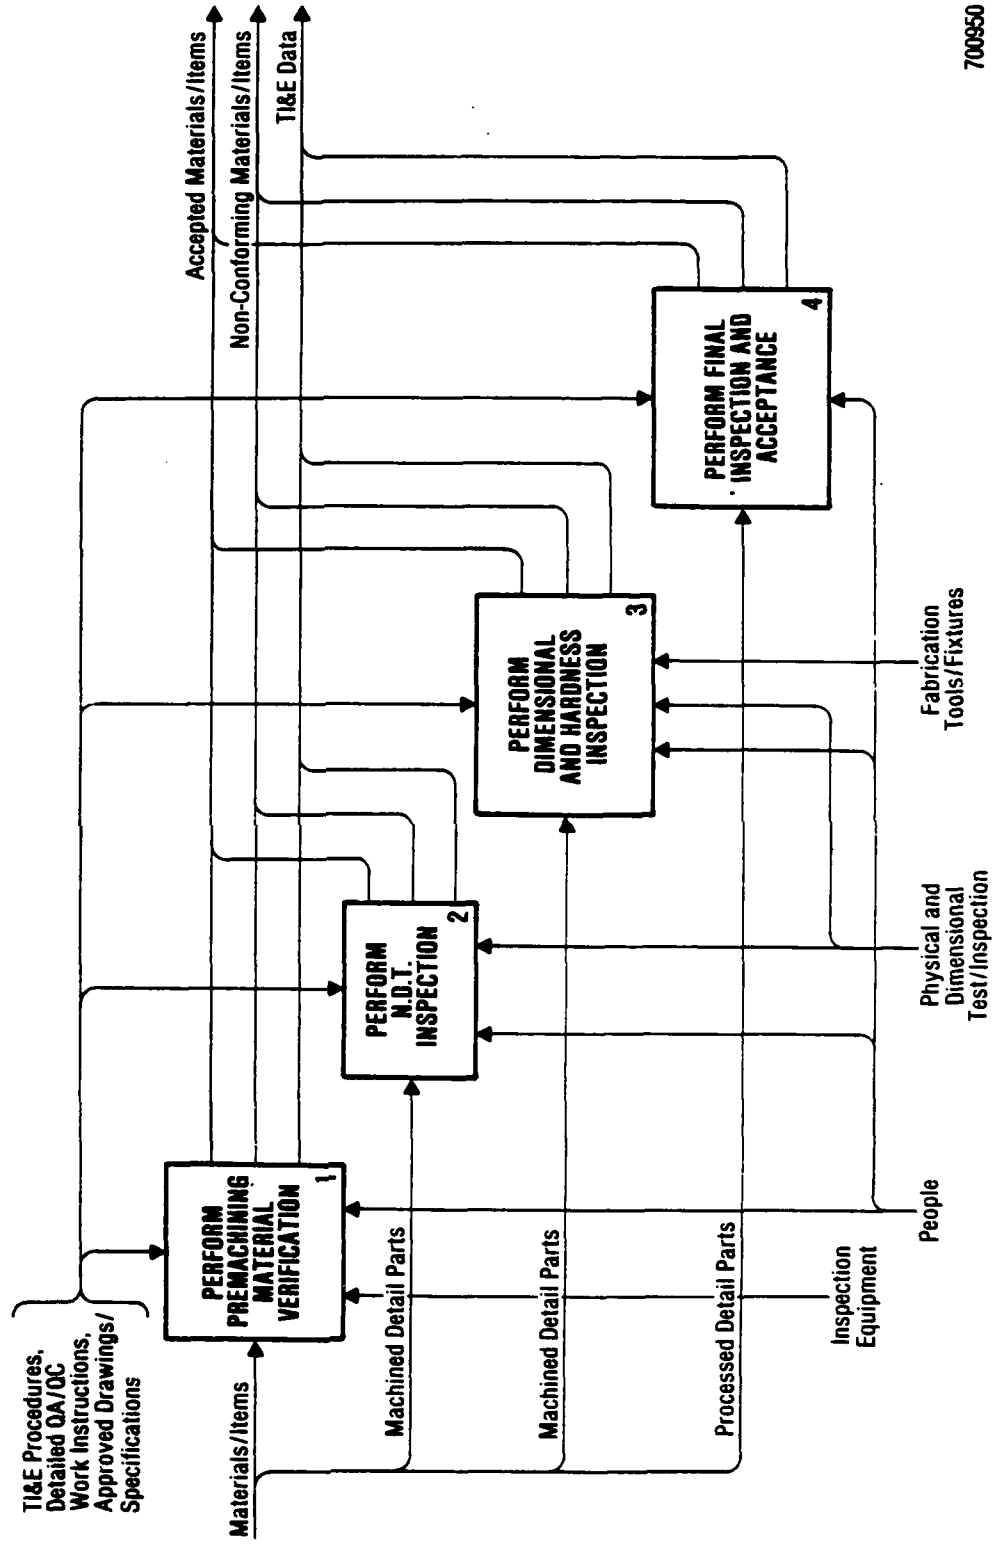 TI&E Procedures,
Detailed QA/QC
Work Instructions,
Approved Drawings/
Specifications
Accepted Materials/Items
Non-Conforming Materials/Items
TI&E Data
Materials/Items
PERFORM
PREMACHINING
MATERIAL
VERIFICATION
1
Machined Detail Parts
PERFORM
N.D.T.
INSPECTION
2
Machined Detail Parts
PERFORM
DIMENSIONAL
AND HARDNESS
INSPECTION
3
Processed Detail Parts
PERFORM FINAL
INSPECTION AND
ACCEPTANCE
4
Inspection
Equipment
People
Physical and
Dimensional
Test/Inspection
Fabrication
Tools/Fixtures
700950